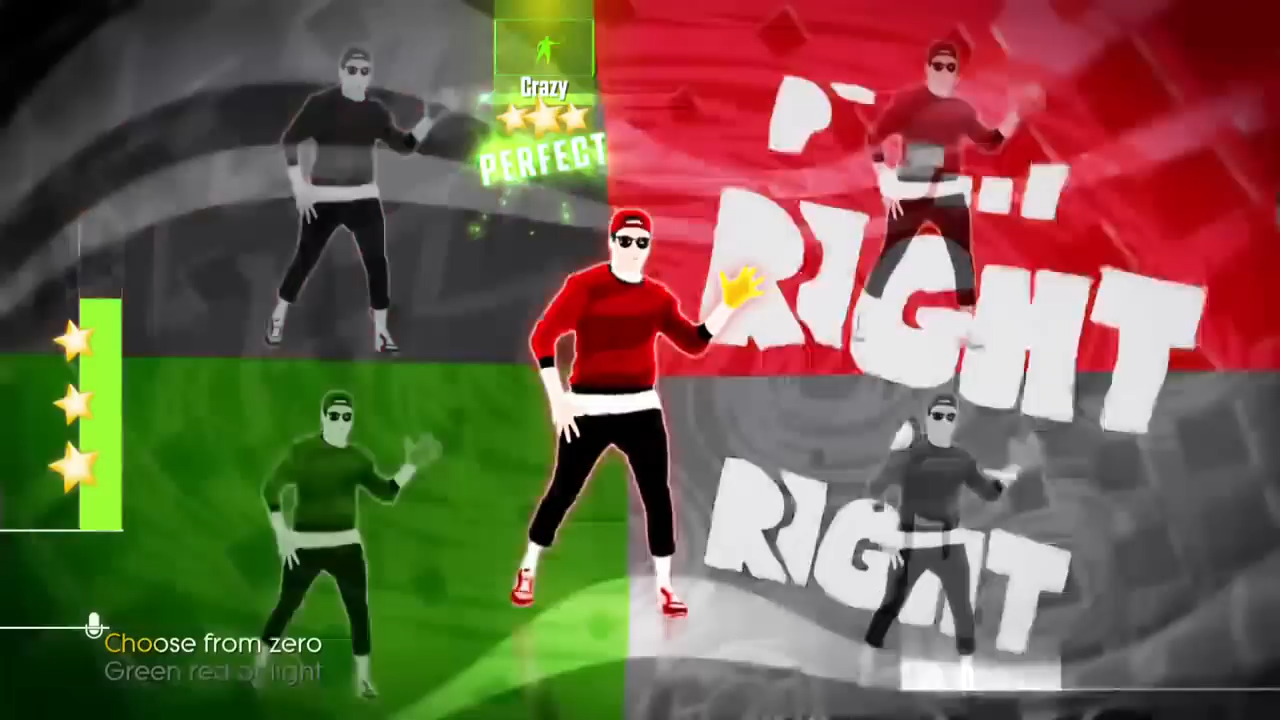 Crazy
PERFECT
RIGHT
RIGHT
Choose from zero
Green red or light